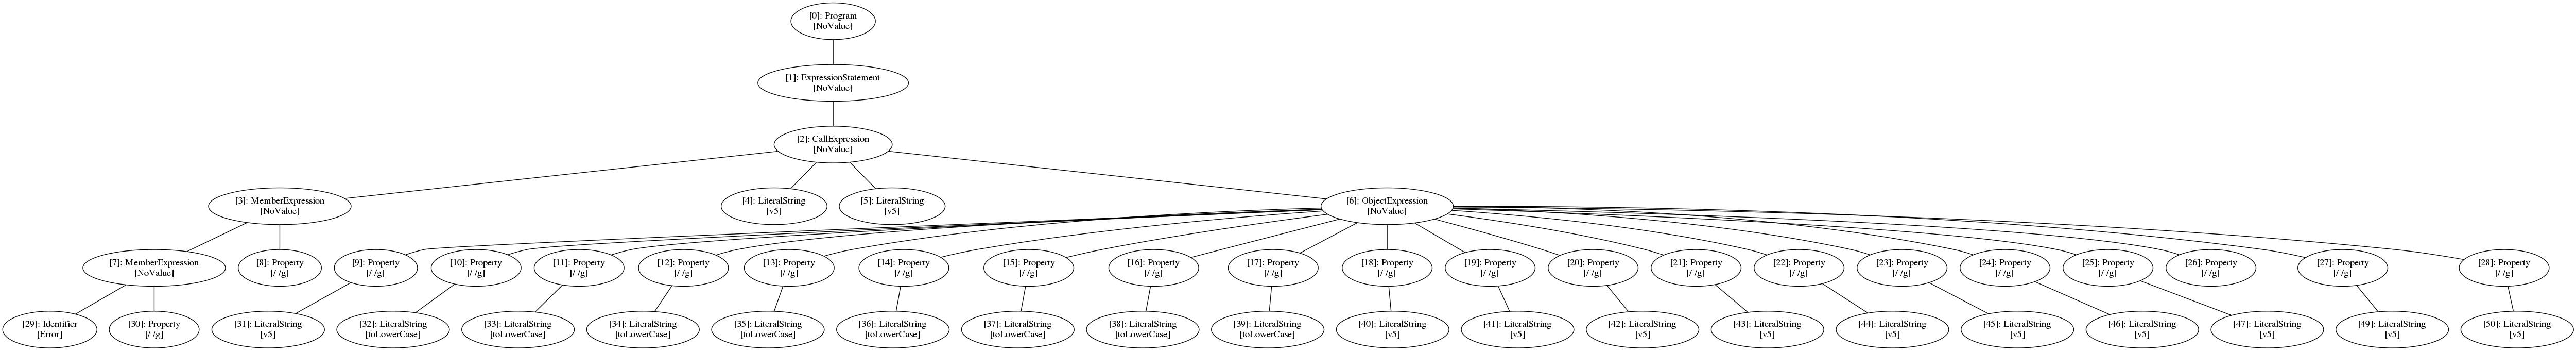 [0]: Program
[NoValue]
[1]: ExpressionStatement
[NoValue]
[2]: CallExpression
[NoValue]
[3]: MemberExpression
[NoValue]
[4]: LiteralString
[v5]
[5]: LiteralString
[v5]
[6]: ObjectExpression
[NoValue]
[7]: MemberExpression
[NoValue]
[8]: Property
[/ /g]
[9]: Property
[/ /g]
[10]: Property
[/ /g]
[11]: Property
[/ /g]
[12]: Property
[/ /g]
[13]: Property
[/ /g]
[14]: Property
[/ /g]
[15]: Property
[/ /g]
[16]: Property
[/ /g]
[17]: Property
[/ /g]
[18]: Property
[/ /g]
[19]: Property
[/ /g]
[20]: Property
[/ /g]
[21]: Property
[/ /g]
[22]: Property
[/ /g]
[23]: Property
[/ /g]
[24]: Property
[/ /g]
[25]: Property
[/ /g]
[26]: Property
[/ /g]
[27]: Property
[/ /g]
[28]: Property
[/ /g]
[29]: Identifier
[Error]
[30]: Property
[/ /g]
[31]: LiteralString
[v5]
[32]: LiteralString
[toLowerCase]
[33]: LiteralString
[toLowerCase]
[34]: LiteralString
[toLowerCase]
[35]: LiteralString
[toLowerCase]
[36]: LiteralString
[toLowerCase]
[37]: LiteralString
[toLowerCase]
[38]: LiteralString
[toLowerCase]
[39]: LiteralString
[toLowerCase]
[40]: LiteralString
[v5]
[41]: LiteralString
[v5]
[42]: LiteralString
[v5]
[43]: LiteralString
[v5]
[44]: LiteralString
[v5]
[45]: LiteralString
[v5]
[46]: LiteralString
[v5]
[47]: LiteralString
[v5]
[49]: LiteralString
[v5]
[50]: LiteralString
[v5]